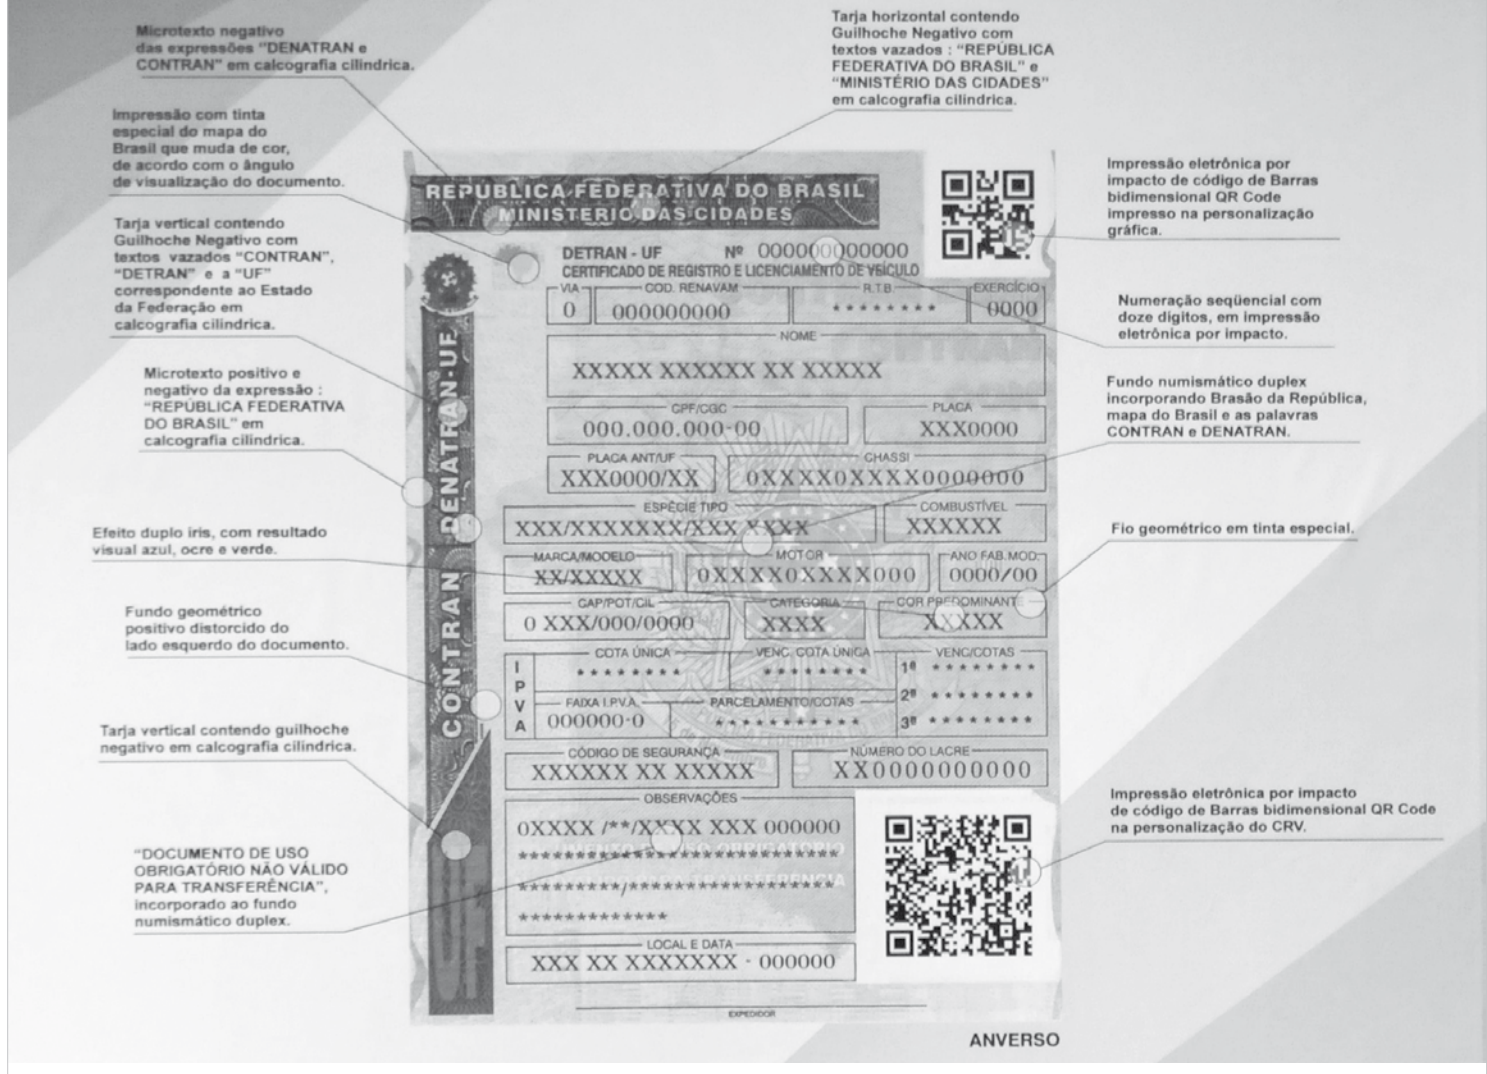 Microtexto negativo
das expressões "DENATRAN e
CONTRAN" em calcografia cilindrica.
Impressão com tinta
especial do mapa do
Brasil que muda de cor,
de acordo com o ângulo
de visualização do documento.
Tarja vertical contendo
Guilhoche Negativo com
textos vazados "CONTRAN",
"DETRAN" e a "UF"
correspondente ao Estado
da Federação em
calcografia cilindrica.
Microtexto positivo e
negativo da expressão :
"REPÚBLICA FEDERATIVA
DO BRASIL" em
calcografia cilindrica.
Efeito duplo iris, com resultado
visual azul, ocre e verde.
Fundo geométrico
positivo distorcido do
lado esquerdo do documento.
Tarja vertical contendo guilhoche
negativo em calcografia cilindrica.
"DOCUMENTO DE USO
OBRIGATÓRIO NÃO VÁLIDO
PARA TRANSFERÊNCIA",
incorporado ao fundo
numismático duplex.
Tarja horizontal contendo
Guilhoche Negativo com
textos vazados : "REPÚBLICA
FEDERATIVA DO BRASIL" e
"MINISTÉRIO DAS CIDADES"
em calcografia cilindrica.
Impressão eletrônica por
impacto de código de Barras
bidimensional QR Code
impresso na personalização
gráfica.
Numeração seqüencial com
doze digitos, em impressão
eletrônica por impacto.
Fundo numismático duplex
incorporando Brasão da República,
mapa do Brasil e as palavras
CONTRAN e DENATRAN.
Fio geométrico em tinta especial.
Impressão eletrônica por impacto
de código de Barras bidimensional QR Code
na personalização do CRV.
REPÚBLICA FEDERATIVA DO BRASIL
MINISTÉRIO DAS CIDADES
DETRAN - UF Nº 000000000000
CERTIFICADO DE REGISTRO E LICENCIAMENTO DE VEÍCULO
VIA COD. RENAVAM R.T.B. EXERCÍCIO
0 000000000 ******** 0000
NOME
XXXXX XXXXXX XX XXXXX
CPF/CGC PLACA
000.000.000-00 XXX0000
PLACA ANT/UF CHASSI
XXX0000/XX 0XXXX0XXXX0000000
ESPÉCIE TIPO COMBUSTÍVEL
XXX/XXXXXXX/XXX XXXX XXXXXX
MARCA/MODELO MOTOR ANO FAB. MOD.
XX/XXXXX 0XXXX0XXXX000 0000/00
CAP/POT/CIL CATEGORIA COR PREDOMINANTE
0 XXX/000/0000 XXXX XXXXX
IPVA
COTA ÚNICA VENC. COTA ÚNICA VENC/COTAS
******** ******** 1ª ********
2ª ********
FAIXA I.P.V.A. PARCELAMENTO/COTAS
000000-0 *********** 3ª ********
CÓDIGO DE SEGURANÇA NÚMERO DO LACRE
XXXXXX XX XXXXX XX0000000000
OBSERVAÇÕES
0XXXX /**/XXXX XXX 000000
****************************
*********/******************
*************
LOCAL E DATA
XXX XX XXXXXXX - 000000
EXPEDIDOR
CONTRAN DENATRAN-UF
UF
ANVERSO